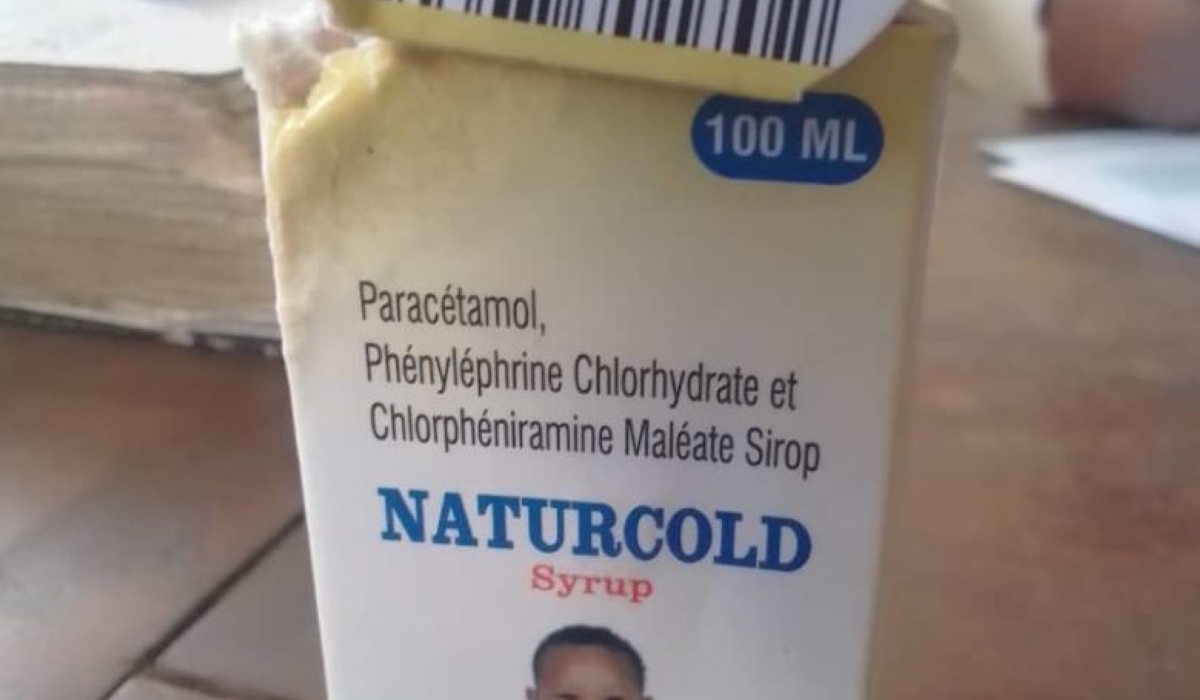 100 ML
Paracétamol,
Phényléphrine Chlorhydrate et
Chlorphéniramine Maléate Sirop
NATURCOLD
Syrup